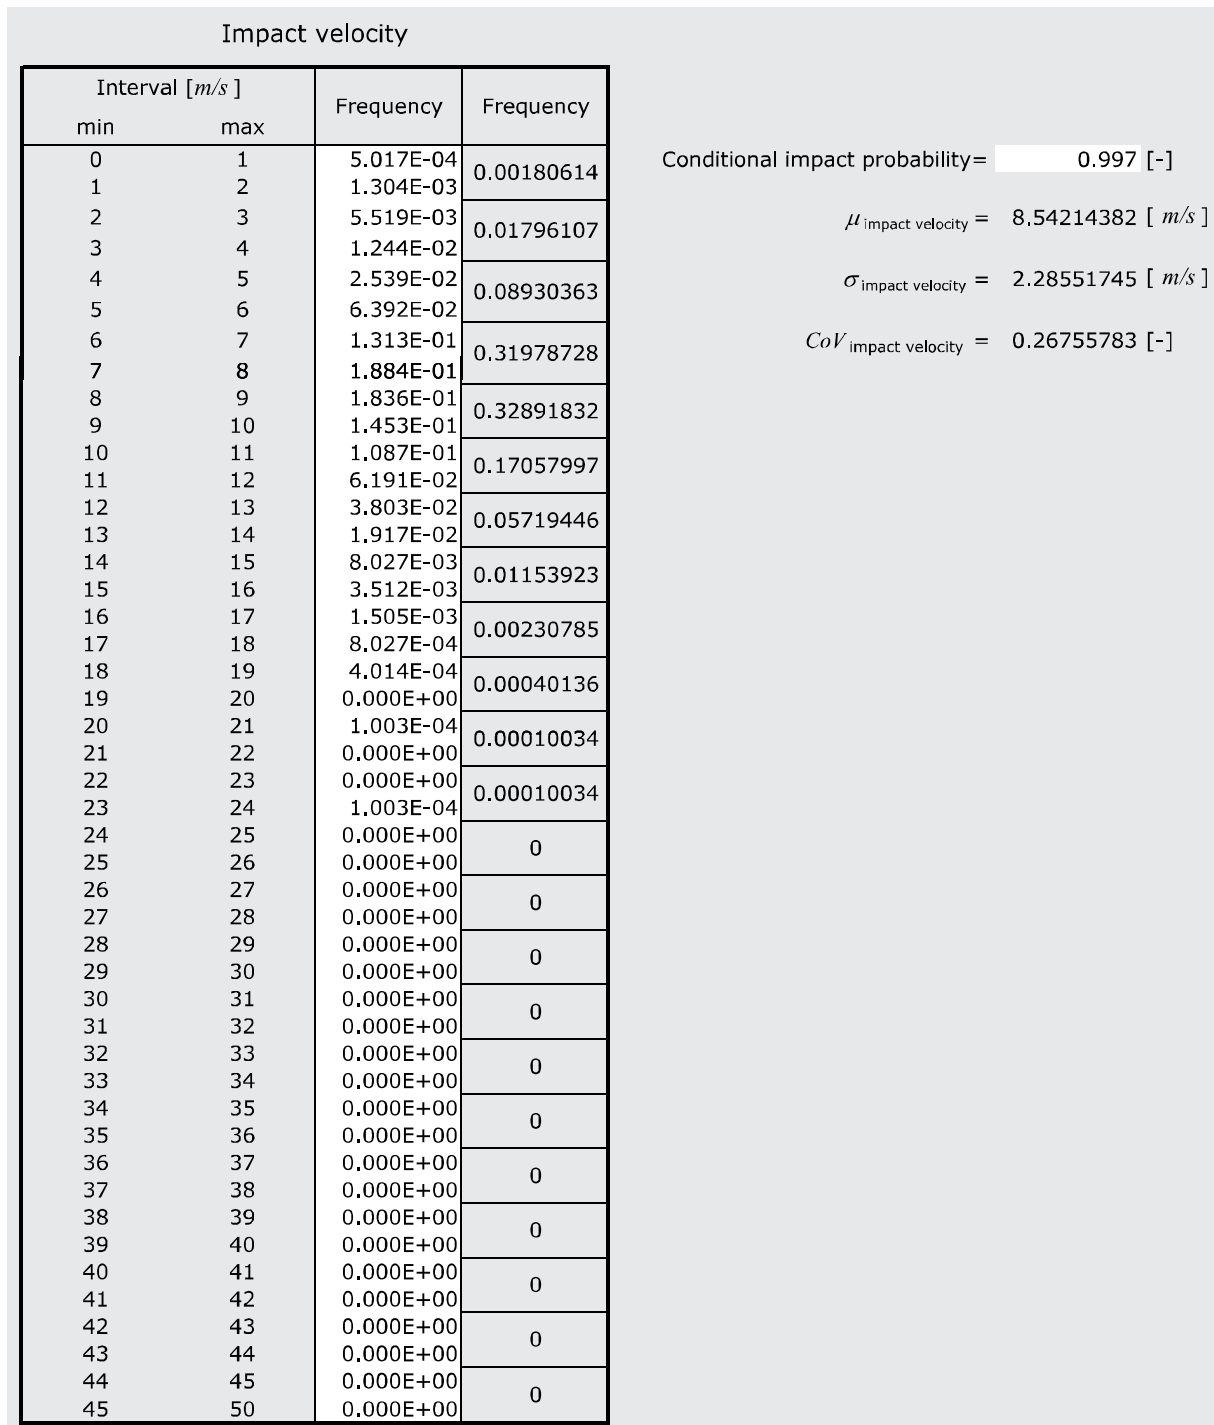 Impact velocity
Interval [m/s ]
Frequency
Frequency
min max
0 1 5.017E-04 0.00180614 Conditional impact probability= 0.997 [-]
1 2 1.304E-03
2 3 5.519E-03 0.01796107 μ impact velocity = 8.54214382 [ m/s ]
3 4 1.244E-02
4 5 2.539E-02 0.08930363 σ impact velocity = 2.28551745 [ m/s ]
5 6 6.392E-02
6 7 1.313E-01 0.31978728 CoV impact velocity = 0.26755783 [-]
7 8 1.884E-01
8 9 1.836E-01 0.32891832
9 10 1.453E-01
10 11 1.087E-01 0.17057997
11 12 6.191E-02
12 13 3.803E-02 0.05719446
13 14 1.917E-02
14 15 8.027E-03 0.01153923
15 16 3.512E-03
16 17 1.505E-03 0.00230785
17 18 8.027E-04
18 19 4.014E-04 0.00040136
19 20 0.000E+00
20 21 1.003E-04 0.00010034
21 22 0.000E+00
22 23 0.000E+00 0.00010034
23 24 1.003E-04
24 25 0.000E+00 0
25 26 0.000E+00
26 27 0.000E+00 0
27 28 0.000E+00
28 29 0.000E+00 0
29 30 0.000E+00
30 31 0.000E+00 0
31 32 0.000E+00
32 33 0.000E+00 0
33 34 0.000E+00
34 35 0.000E+00 0
35 36 0.000E+00
36 37 0.000E+00 0
37 38 0.000E+00
38 39 0.000E+00 0
39 40 0.000E+00
40 41 0.000E+00 0
41 42 0.000E+00
42 43 0.000E+00 0
43 44 0.000E+00
44 45 0.000E+00 0
45 50 0.000E+00